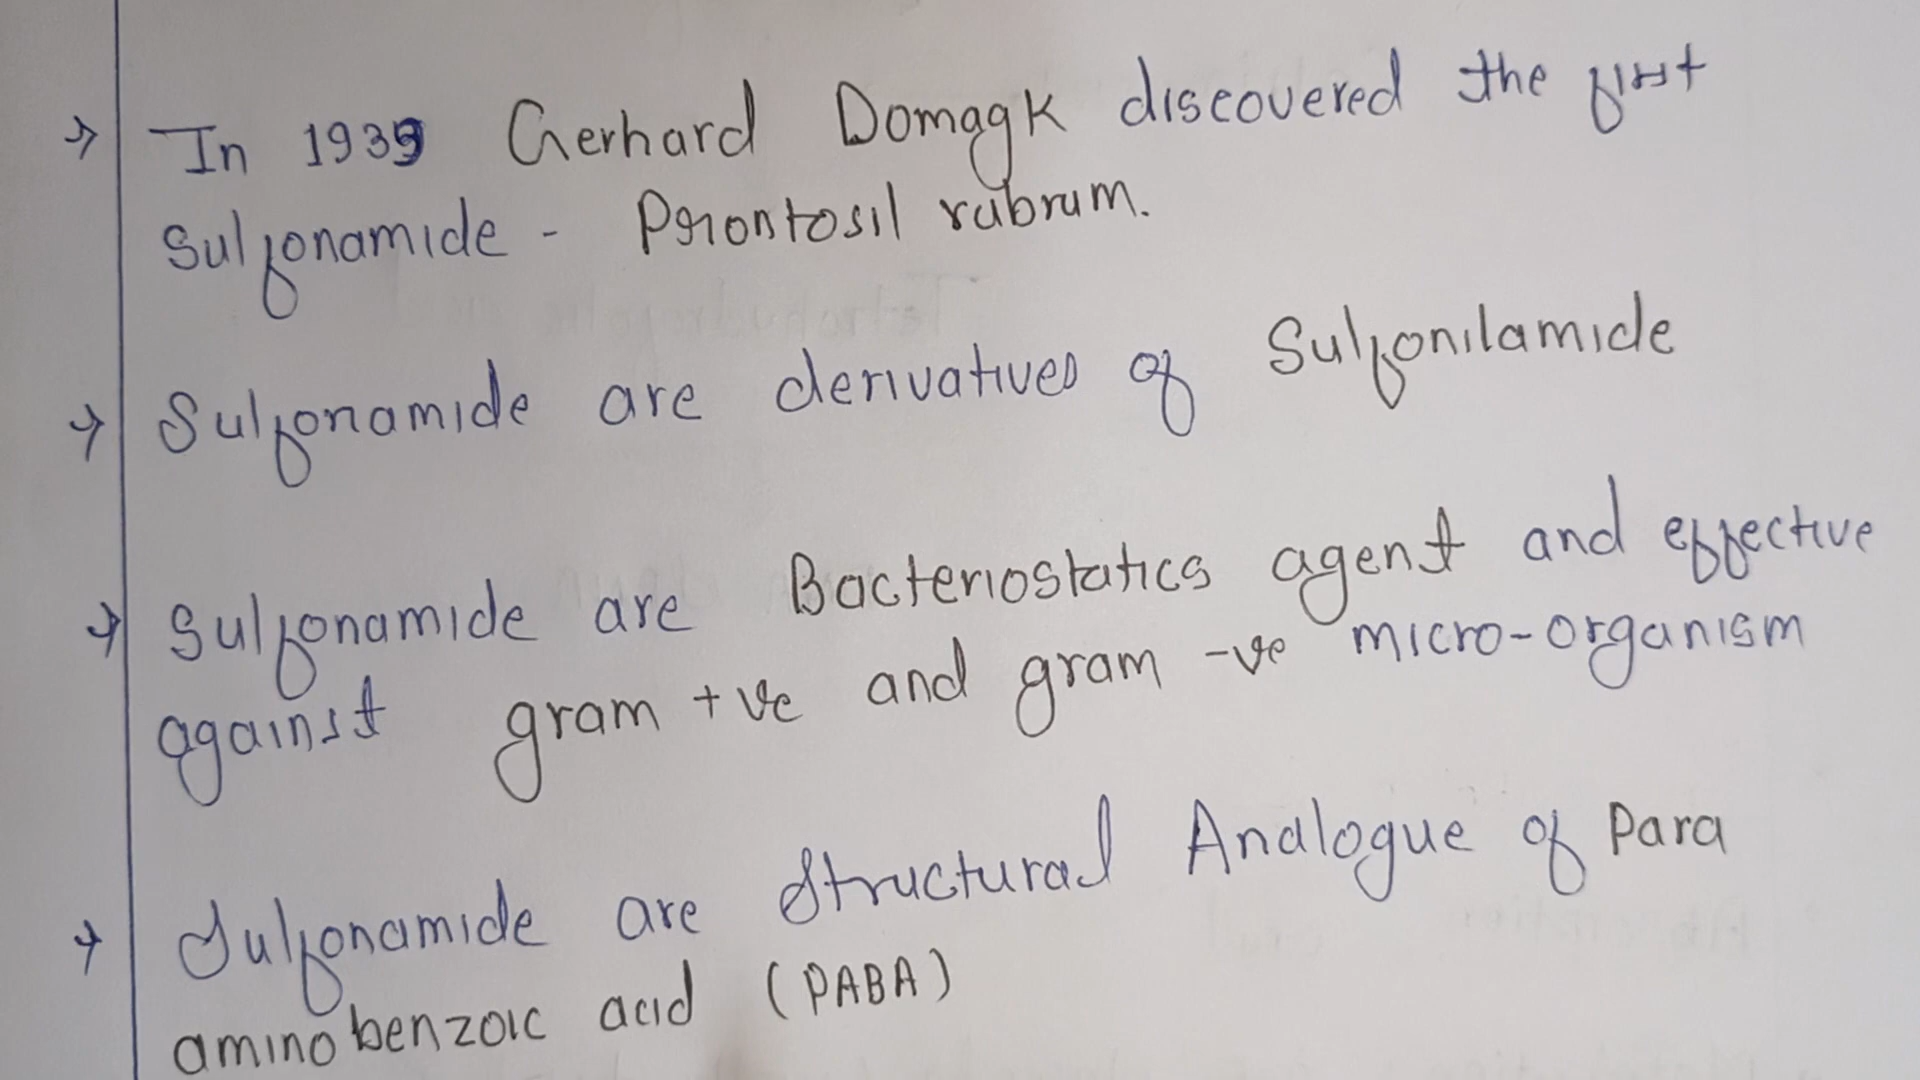 → In 1939 Gerhard Domagk discovered the first
Sulfonamide - Prontosil rubrum.
→ Sulfonamide are derivatives of Sulfonilamide
→ Sulfonamide are Bacteriostatics agent and effective
against gram +ve and gram -ve micro-organism
→ Sulfonamide are Structural Analogue of Para
amino benzoic acid (PABA)